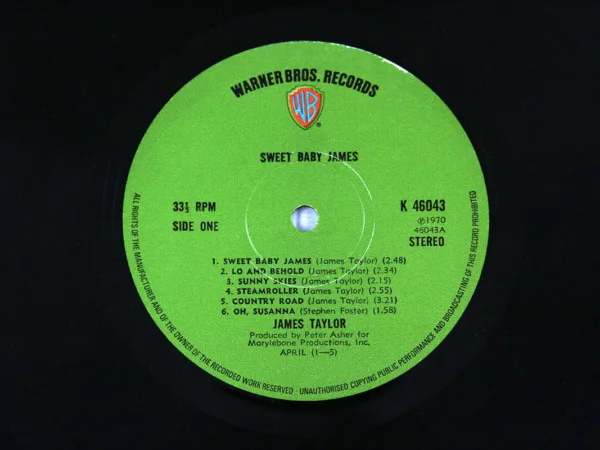 WARNER BROS. RECORDS
WB
®
SWEET BABY JAMES
33⅓ RPM
SIDE ONE
K 46043
℗1970
46043A
STEREO
1. SWEET BABY JAMES (James Taylor) (2.48)
2. LO AND BEHOLD (James Taylor) (2.34)
3. SUNNY SKIES (James Taylor) (2.15)
4. STEAMROLLER (James Taylor) (2.55)
5. COUNTRY ROAD (James Taylor) (3.21)
6. OH, SUSANNA (Stephen Foster) (1.58)
JAMES TAYLOR
Produced by Peter Asher for
Marylebone Productions, Inc.
APRIL (1—5)
ALL RIGHTS OF THE MANUFACTURER AND OF THE OWNER OF THE RECORDED WORK RESERVED · UNAUTHORISED COPYING PUBLIC PERFORMANCE AND BROADCASTING OF THIS RECORD PROHIBITED